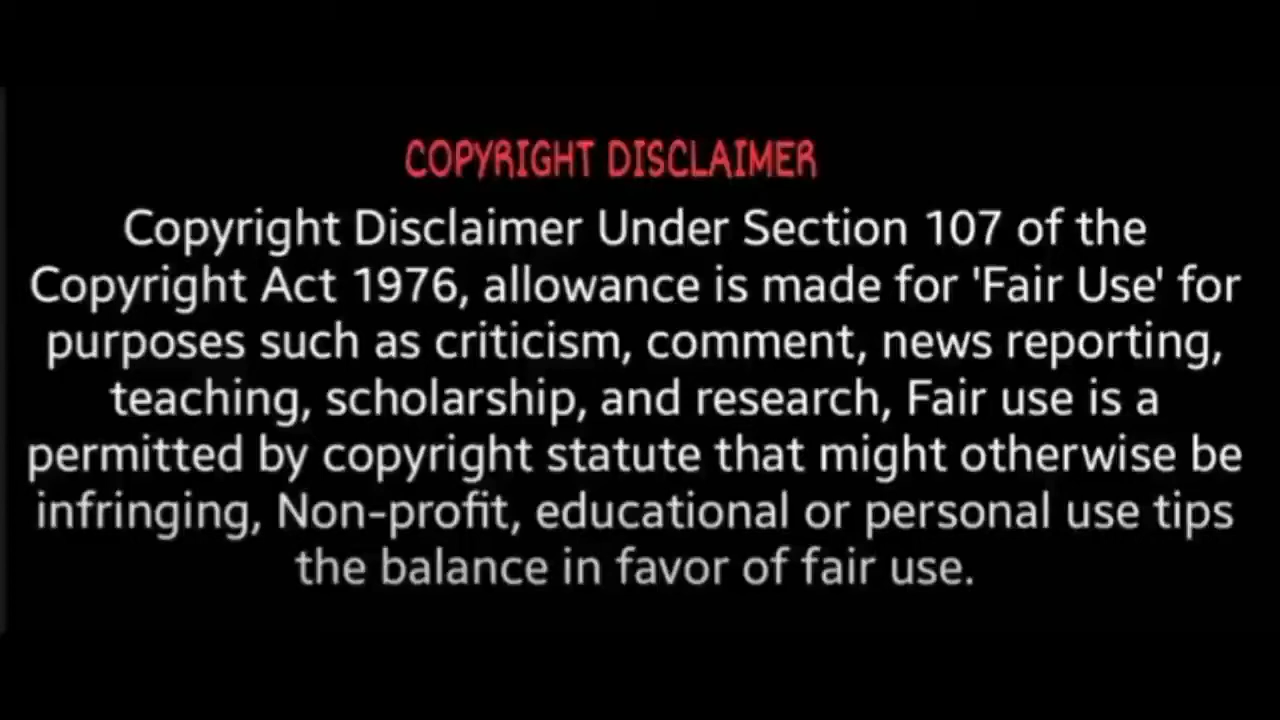 COPYRIGHT DISCLAIMER
Copyright Disclaimer Under Section 107 of the
Copyright Act 1976, allowance is made for 'Fair Use' for
purposes such as criticism, comment, news reporting,
teaching, scholarship, and research, Fair use is a
permitted by copyright statute that might otherwise be
infringing, Non-profit, educational or personal use tips
the balance in favor of fair use.